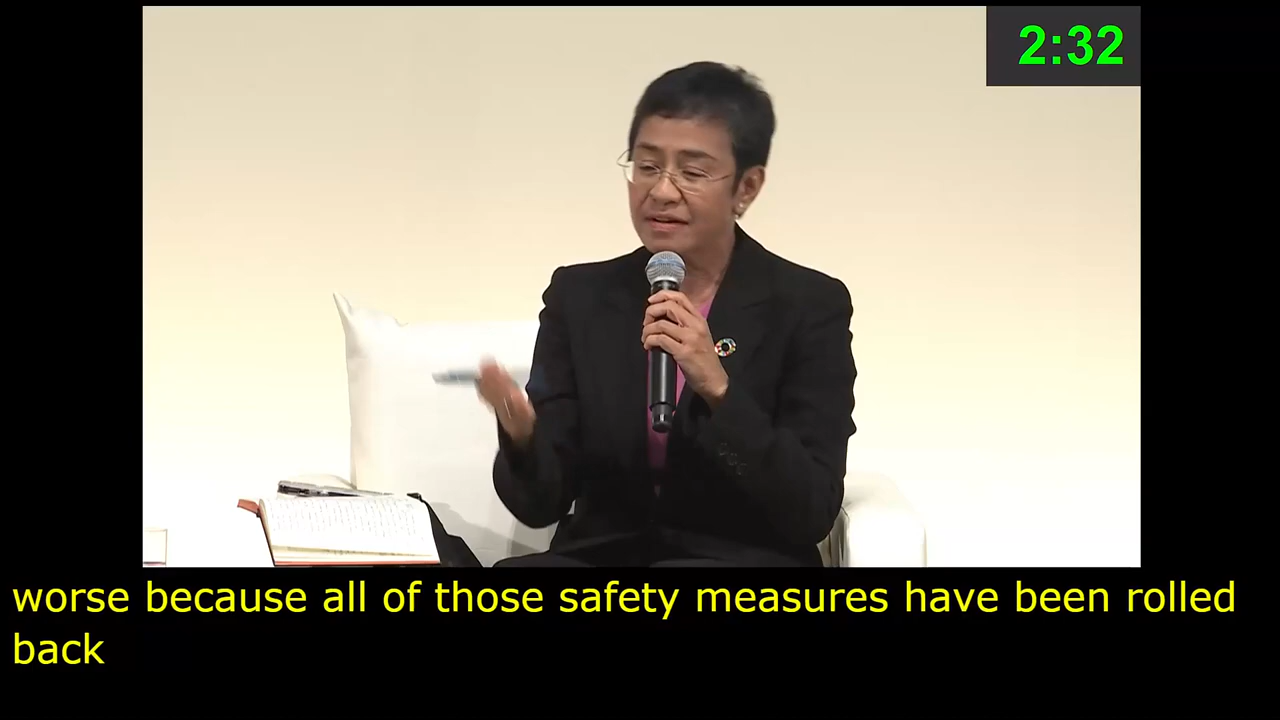 2:32
worse because all of those safety measures have been rolled
back